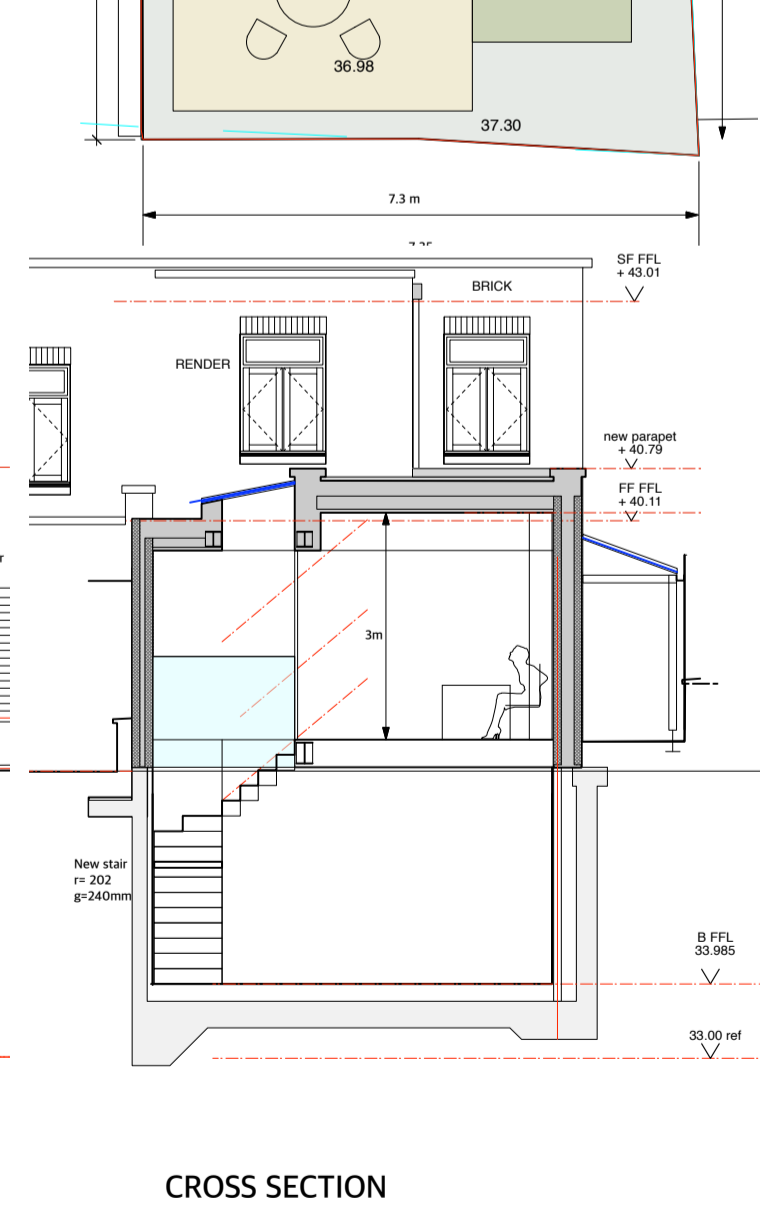 36.98
37.30
7.3 m
SF FFL
+ 43.01
BRICK
RENDER
new parapet
+ 40.79
FF FFL
+ 40.11
3m
New stair
r= 202
g=240mm
B FFL
33.985
33.00 ref
CROSS SECTION